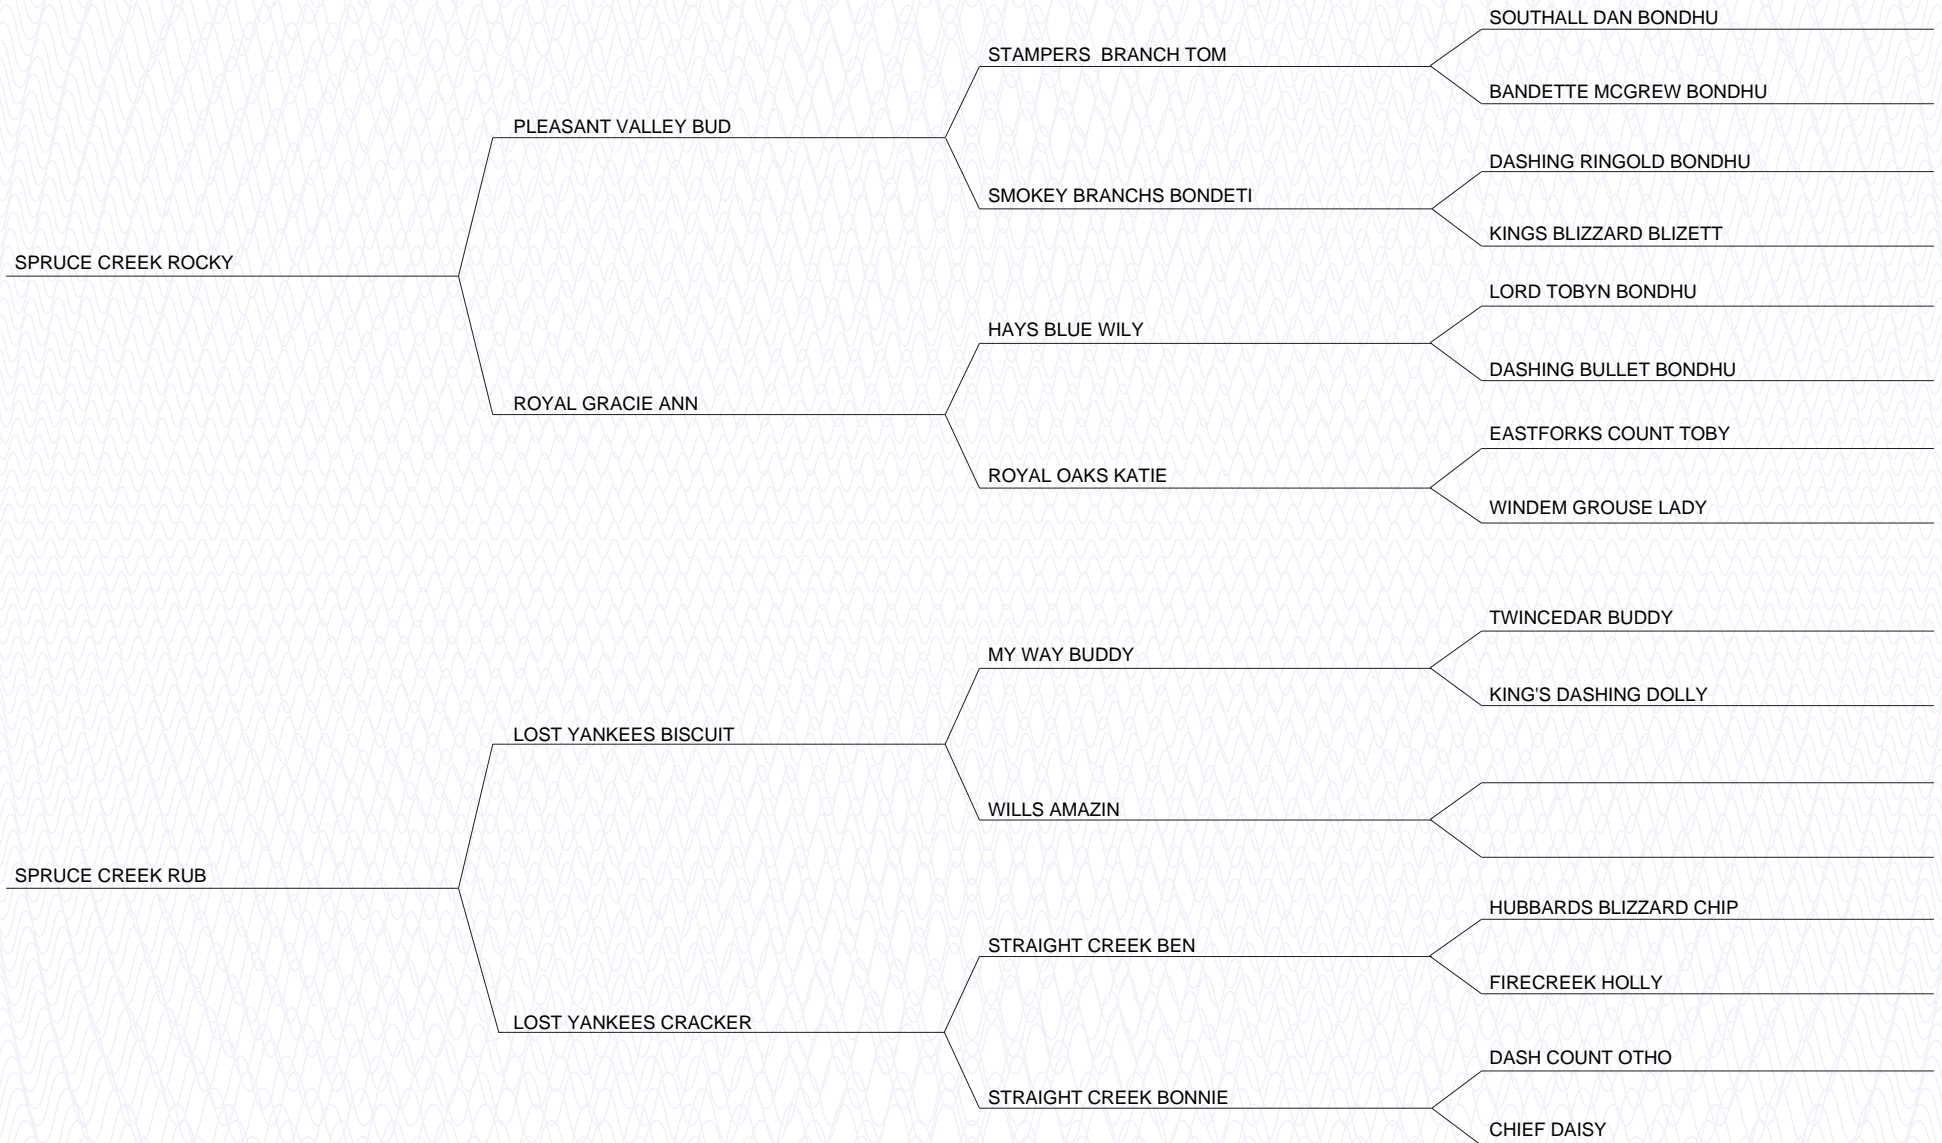 SOUTHALL DAN BONDHU
STAMPERS  BRANCH TOM
BANDETTE MCGREW BONDHU
PLEASANT VALLEY BUD
DASHING RINGOLD BONDHU
SMOKEY BRANCHS BONDETI
KINGS BLIZZARD BLIZETT
SPRUCE CREEK ROCKY
LORD TOBYN BONDHU
HAYS BLUE WILY
DASHING BULLET BONDHU
ROYAL GRACIE ANN
EASTFORKS COUNT TOBY
ROYAL OAKS KATIE
WINDEM GROUSE LADY
TWINCEDAR BUDDY
MY WAY BUDDY
KING'S DASHING DOLLY
LOST YANKEES BISCUIT
WILLS AMAZIN
SPRUCE CREEK RUB
HUBBARDS BLIZZARD CHIP
STRAIGHT CREEK BEN
FIRECREEK HOLLY
LOST YANKEES CRACKER
DASH COUNT OTHO
STRAIGHT CREEK BONNIE
CHIEF DAISY